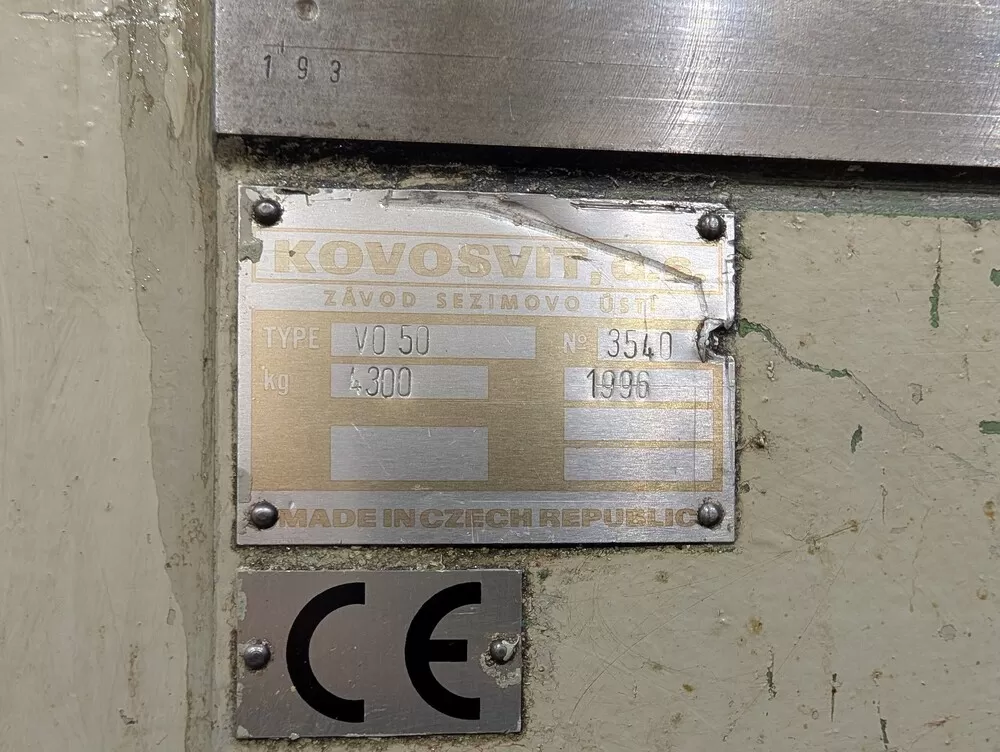 193
KOVOSVIT, a.s.
ZÁVOD SEZIMOVO ÚSTÍ
TYPE VO 50 Nº 3540
kg 4300 1996
MADE IN CZECH REPUBLIC
CE